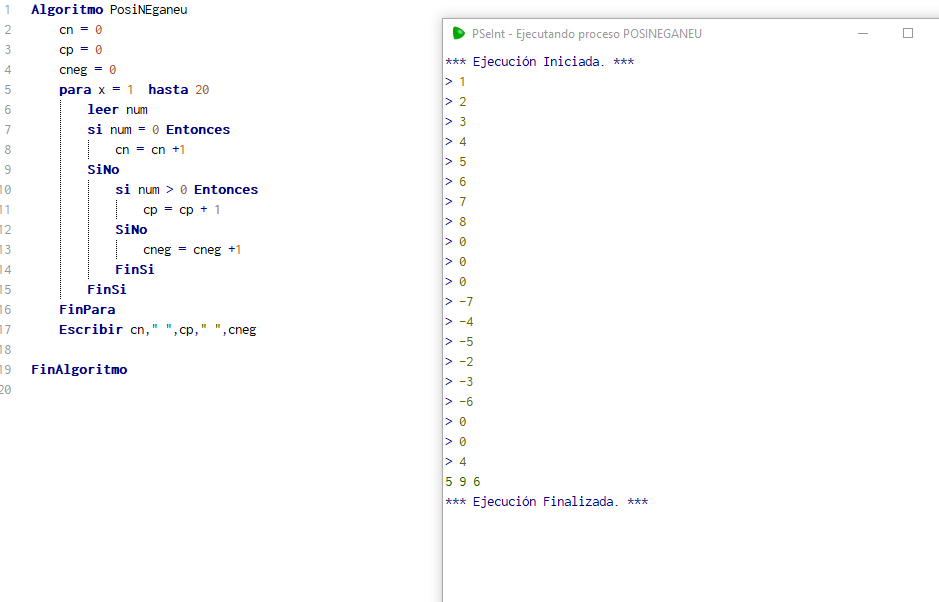 1 Algoritmo PosiNEganeu
2 cn = 0
3 cp = 0
4 cneg = 0
5 para x = 1  hasta 20
6 leer num
7 si num = 0 Entonces
8 cn = cn +1
9 SiNo
10 si num > 0 Entonces
11 cp = cp + 1
12 SiNo
13 cneg = cneg +1
14 FinSi
15 FinSi
16 FinPara
17 Escribir cn," ",cp," ",cneg
18
19 FinAlgoritmo
20
PSeInt - Ejecutando proceso POSINEGANEU
*** Ejecución Iniciada. ***
> 1
> 2
> 3
> 4
> 5
> 6
> 7
> 8
> 0
> 0
> 0
> -7
> -4
> -5
> -2
> -3
> -6
> 0
> 0
> 4
5 9 6
*** Ejecución Finalizada. ***